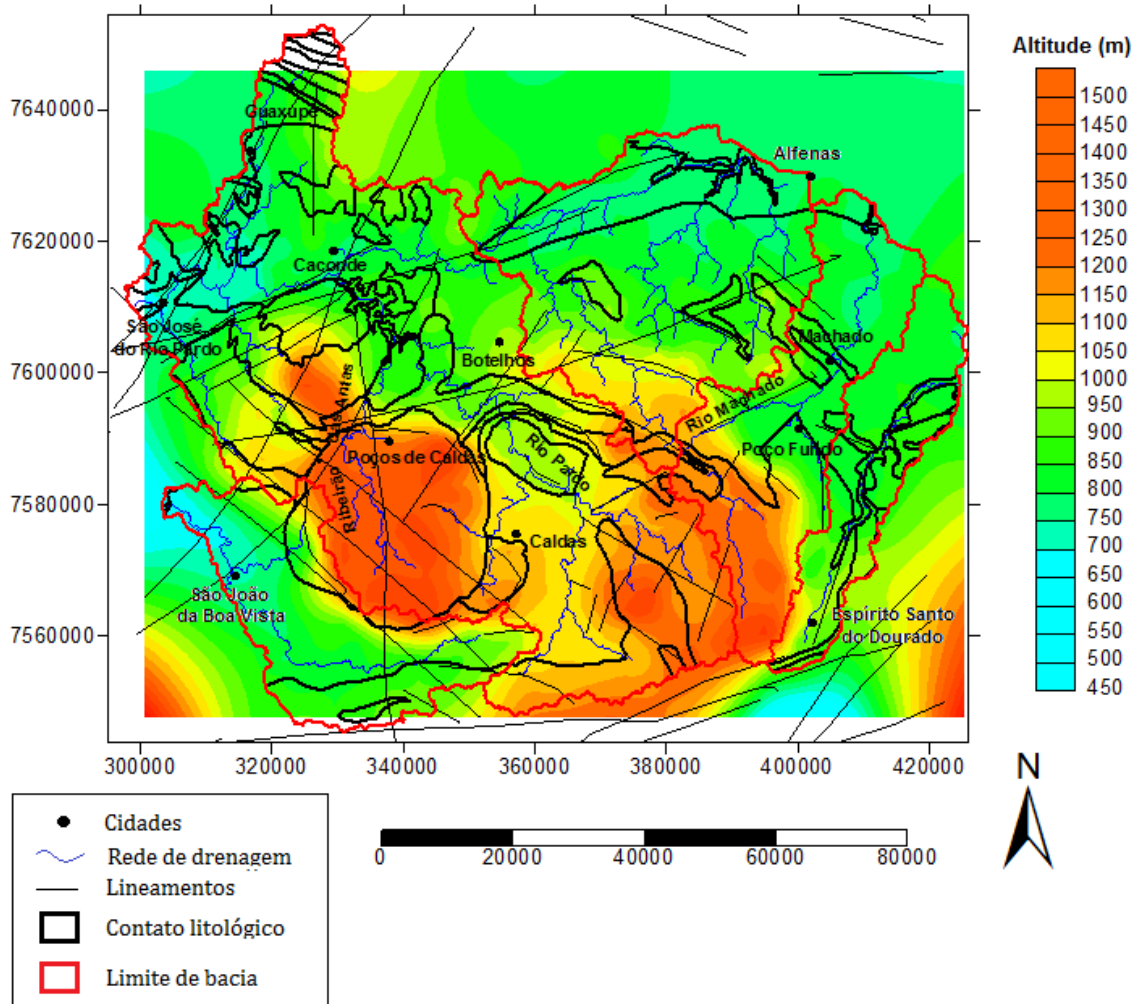 Altitude (m)
1500
1450
1400
1350
1300
1250
1200
1150
1100
1050
1000
950
900
850
800
750
700
650
600
550
500
450
7640000
7620000
7600000
7580000
7560000
300000
320000
340000
360000
380000
400000
420000
Guaxupé
Alfenas
Caconde
São José
do Rio Pardo
Botelhos
Machado
Rio Machado
Ribeirão das Antas
Poços de Caldas
Rio Pardo
Poço Fundo
Caldas
São João
da Boa Vista
Espírito Santo
do Dourado
N
Cidades
Rede de drenagem
Lineamentos
Contato litológico
Limite de bacia
0
20000
40000
60000
80000